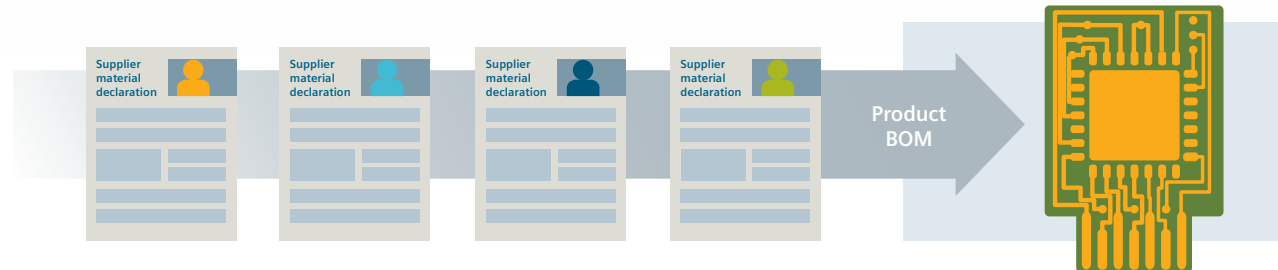 Supplier
material
declaration
Supplier
material
declaration
Supplier
material
declaration
Supplier
material
declaration
Product
BOM